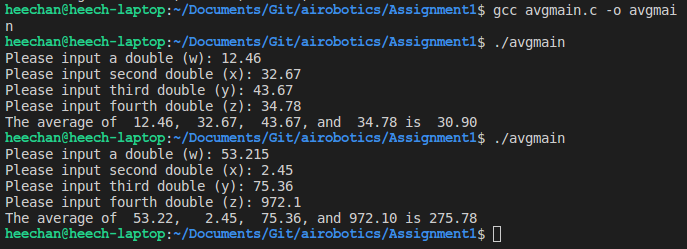 heechan@heech-laptop:~/Documents/Git/airobotics/Assignment1$ gcc avgmain.c -o avgmai
n
heechan@heech-laptop:~/Documents/Git/airobotics/Assignment1$ ./avgmain
Please input a double (w): 12.46
Please input second double (x): 32.67
Please input third double (y): 43.67
Please input fourth double (z): 34.78
The average of  12.46,  32.67,  43.67, and  34.78 is  30.90
heechan@heech-laptop:~/Documents/Git/airobotics/Assignment1$ ./avgmain
Please input a double (w): 53.215
Please input second double (x): 2.45
Please input third double (y): 75.36
Please input fourth double (z): 972.1
The average of  53.22,   2.45,  75.36, and 972.10 is 275.78
heechan@heech-laptop:~/Documents/Git/airobotics/Assignment1$